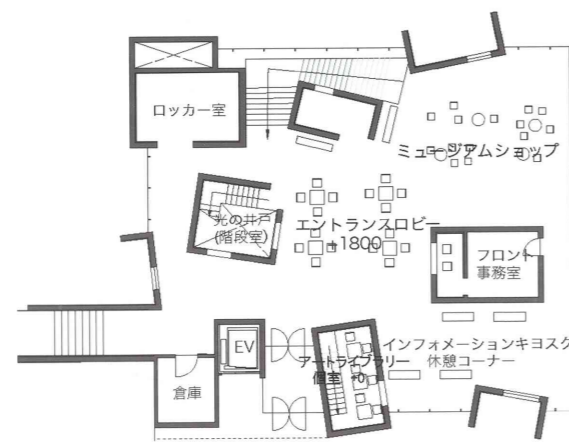 ロッカー室
ミュージアムショップ
光の井戸
(階段室)
エントランスロビー
+1800
フロント
事務室
EV
インフォメーションキヨスク
アートライブラリー
休憩コーナー
個室 +0
倉庫